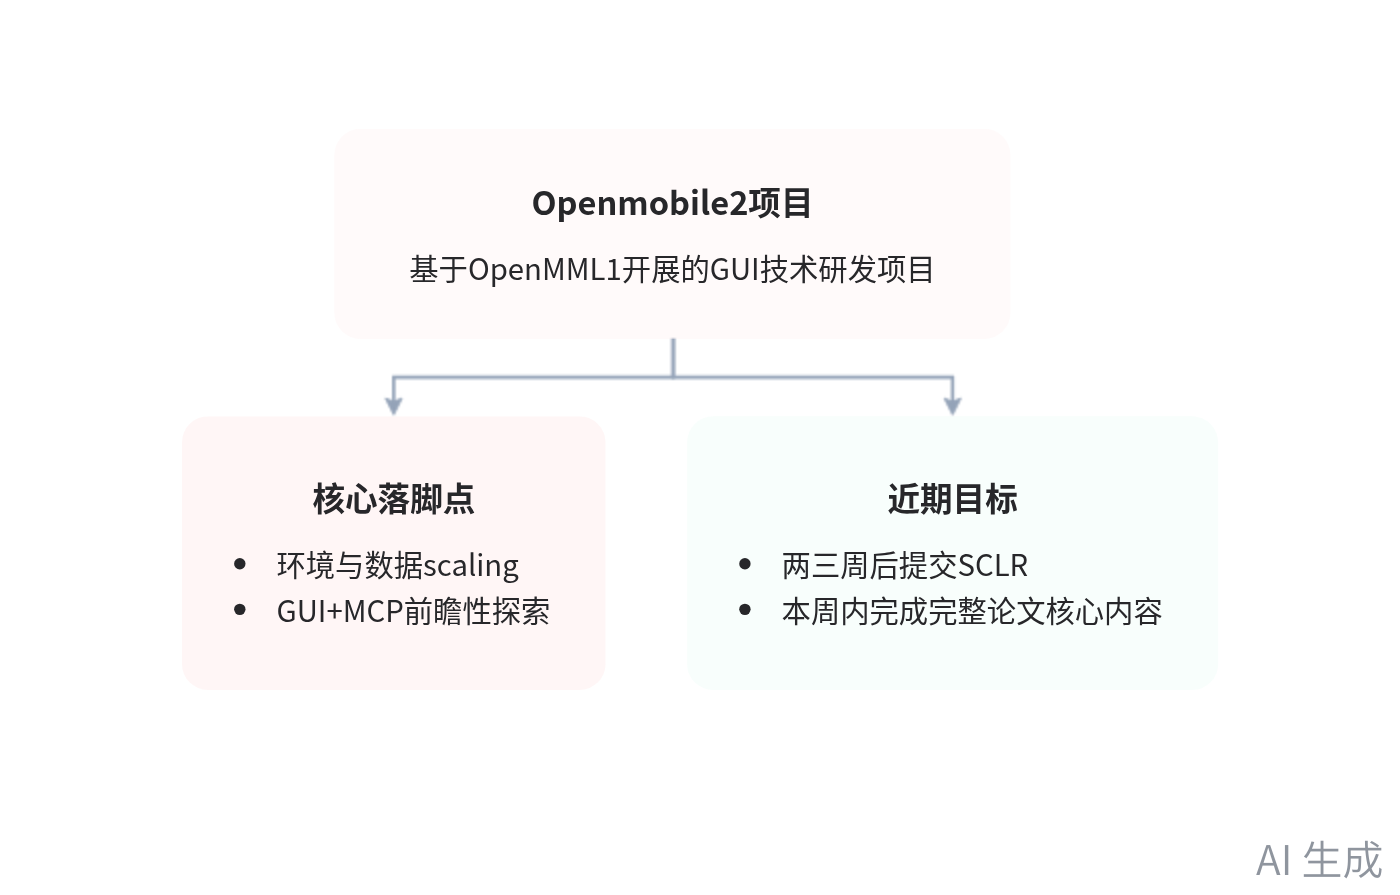 Openmobile2项目
基于OpenMML1开展的GUI技术研发项目
核心落脚点
● 环境与数据scaling
● GUI+MCP前瞻性探索
近期目标
● 两三周后提交SCLR
● 本周内完成完整论文核心内容
AI 生成